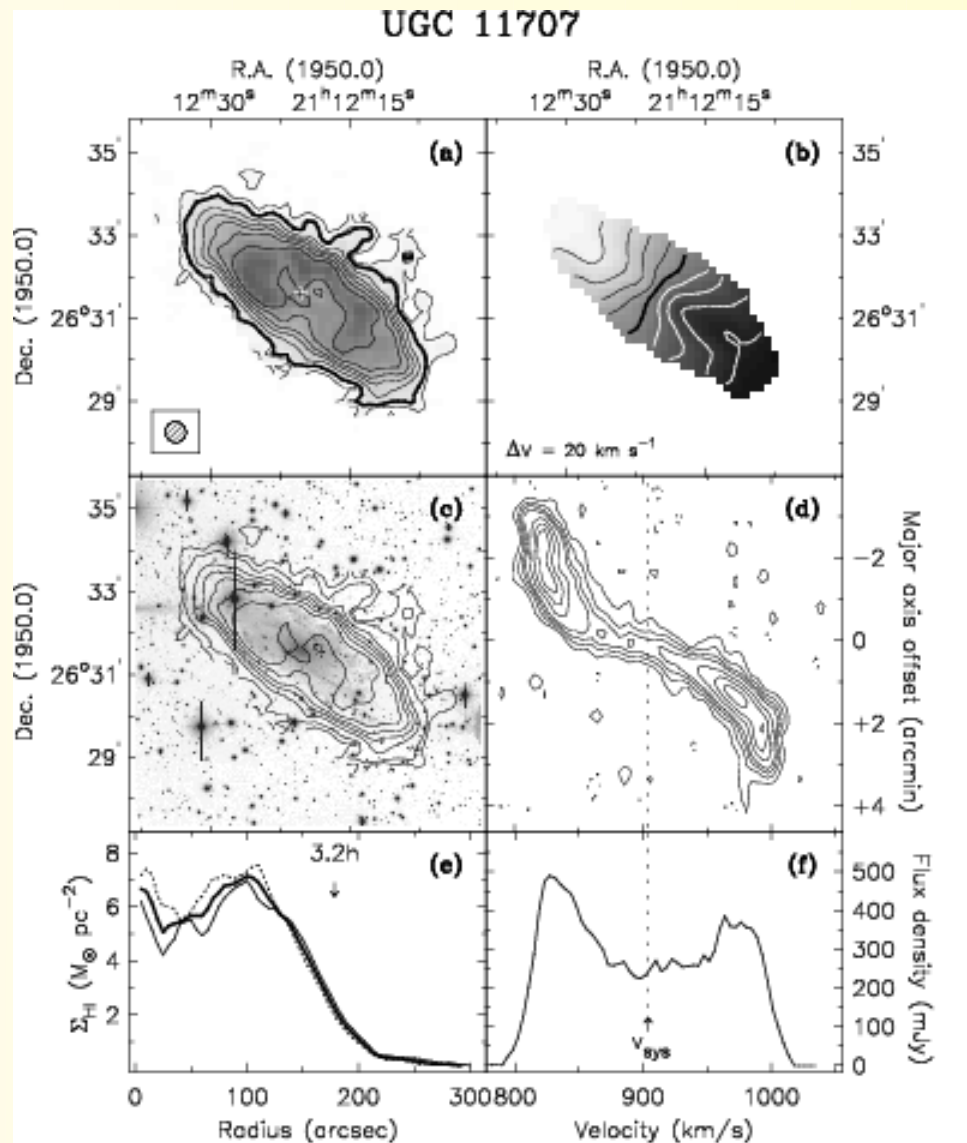 UGC 11707
R.A. (1950.0)
R.A. (1950.0)
12ᵐ30ˢ 21ʰ12ᵐ15ˢ
12ᵐ30ˢ 21ʰ12ᵐ15ˢ
(a)
(b)
35'
33'
26°31'
29'
Dec. (1950.0)
35'
33'
26°31'
29'
Δv = 20 km s⁻¹
(c)
(d)
35'
33'
26°31'
29'
Dec. (1950.0)
-2
0
+2
+4
Major axis offset (arcmin)
(e)
3.2h
8
6
4
2
Σ_HI (M⊙ pc⁻²)
0 100 200 300
Radius (arcsec)
(f)
v_sys
500
400
300
200
100
0
Flux density (mJy)
800 900 1000
Velocity (km/s)